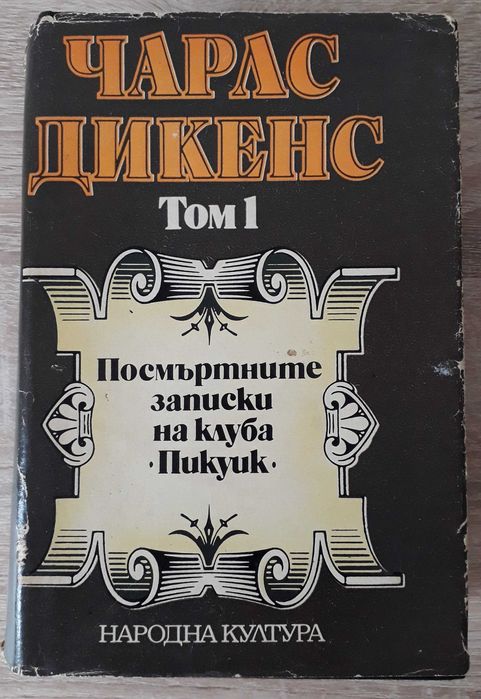 ЧАРЛС
ДИКЕНС
Том 1
Посмъртните
записки
на клуба
·Пикуик·
НАРОДНА КУЛТУРА